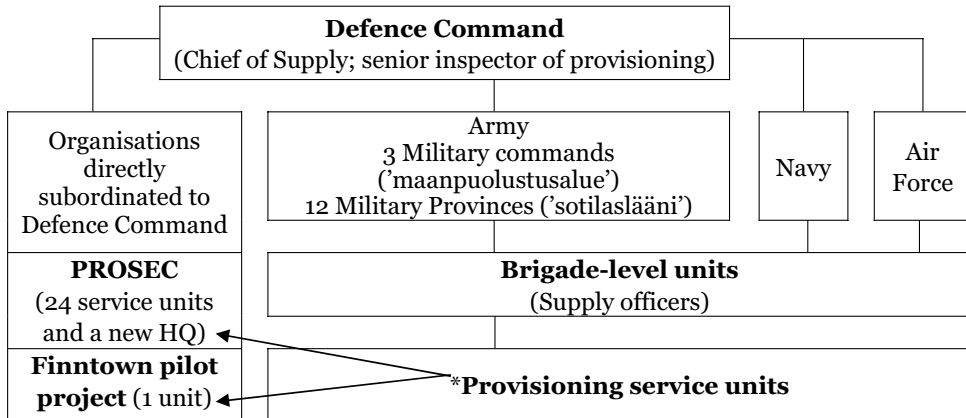 Defence Command
(Chief of Supply; senior inspector of provisioning)
Organisations
directly
subordinated to
Defence Command
Army
3 Military commands
(’maanpuolustusalue’)
12 Military Provinces (’sotilaslääni’)
Navy
Air
Force
PROSEC
(24 service units
and a new HQ)
Brigade-level units
(Supply officers)
Finntown pilot
project (1 unit)
*Provisioning service units